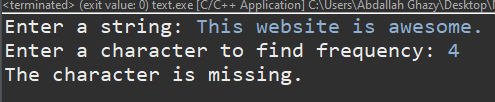 <terminated> (exit value: 0) text.exe [C/C++ Application] C:\Users\Abdallah Ghazy\Desktop\
Enter a string: This website is awesome.
Enter a character to find frequency: 4
The character is missing.